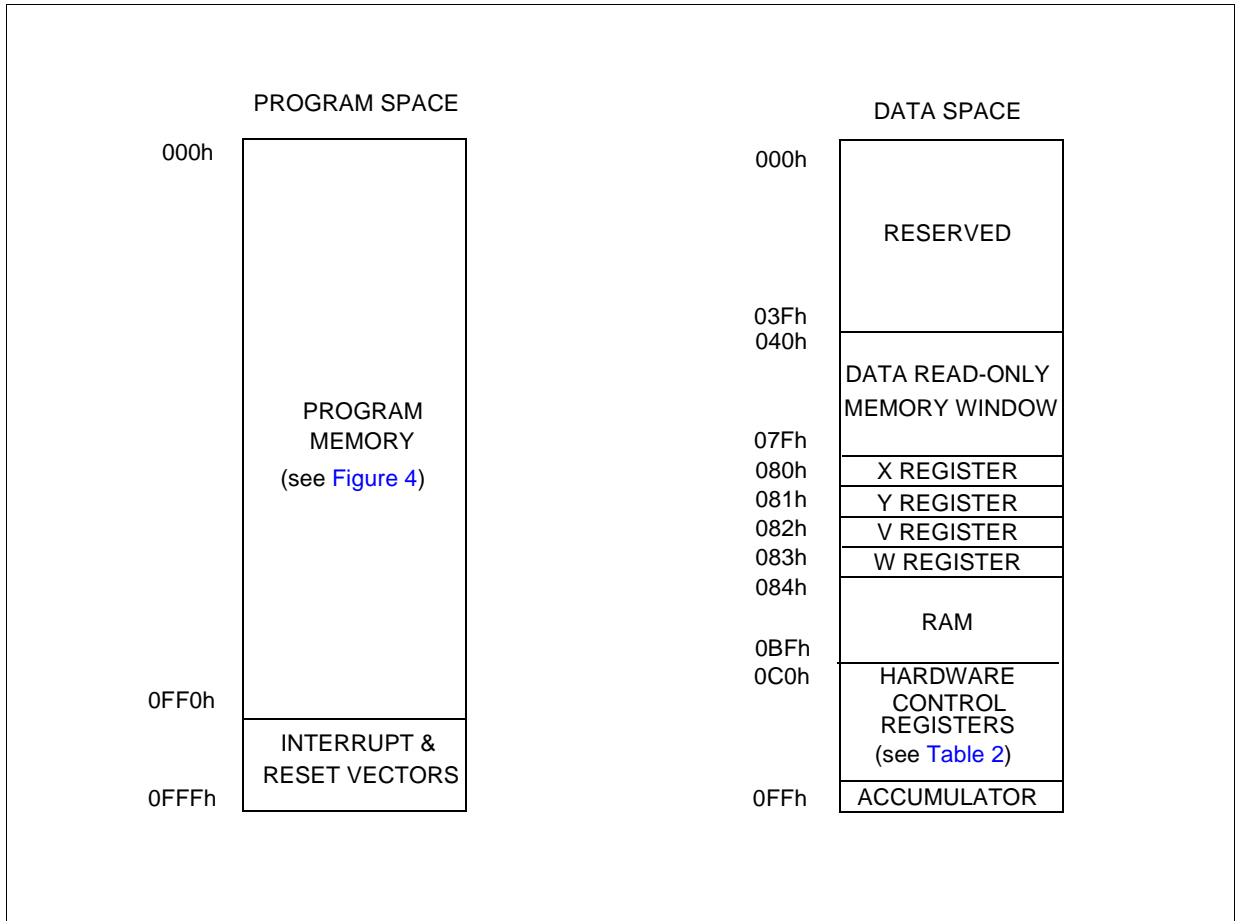 PROGRAM SPACE
000h
PROGRAM
MEMORY
(see Figure 4)
0FF0h
INTERRUPT &
RESET VECTORS
0FFFh
DATA SPACE
000h
RESERVED
03Fh
040h
DATA READ-ONLY
MEMORY WINDOW
07Fh
080h X REGISTER
081h Y REGISTER
082h V REGISTER
083h W REGISTER
084h
RAM
0BFh
0C0h HARDWARE
CONTROL
REGISTERS
(see Table 2)
0FFh ACCUMULATOR